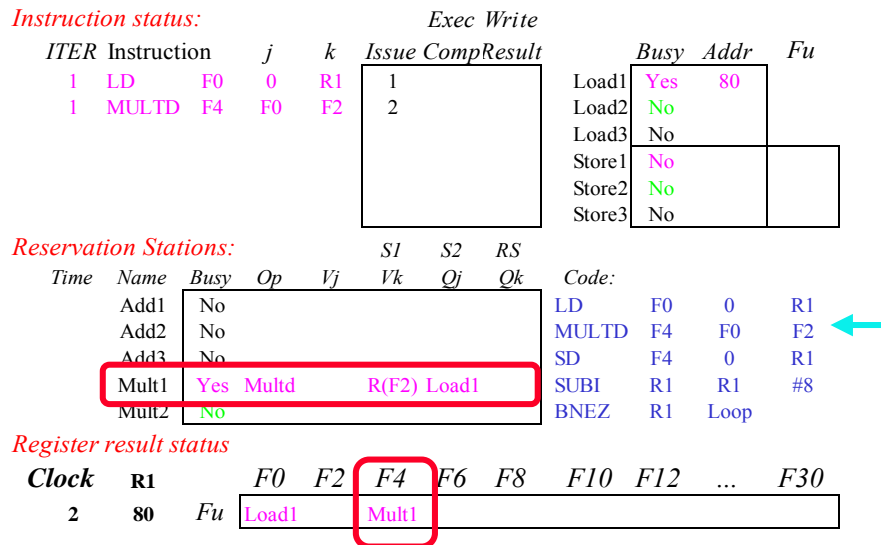 Instruction status: Exec Write
ITER Instruction j k Issue Comp Result Busy Addr Fu
1 LD F0 0 R1 1 Load1 Yes 80
1 MULTD F4 F0 F2 2 Load2 No
Load3 No
Store1 No
Store2 No
Store3 No
Reservation Stations: S1 S2 RS
Time Name Busy Op Vj Vk Qj Qk Code:
Add1 No LD F0 0 R1
Add2 No MULTD F4 F0 F2
Add3 No SD F4 0 R1
Mult1 Yes Multd R(F2) Load1 SUBI R1 R1 #8
Mult2 No BNEZ R1 Loop
Register result status
Clock R1 F0 F2 F4 F6 F8 F10 F12 ... F30
2 80 Fu Load1 Mult1